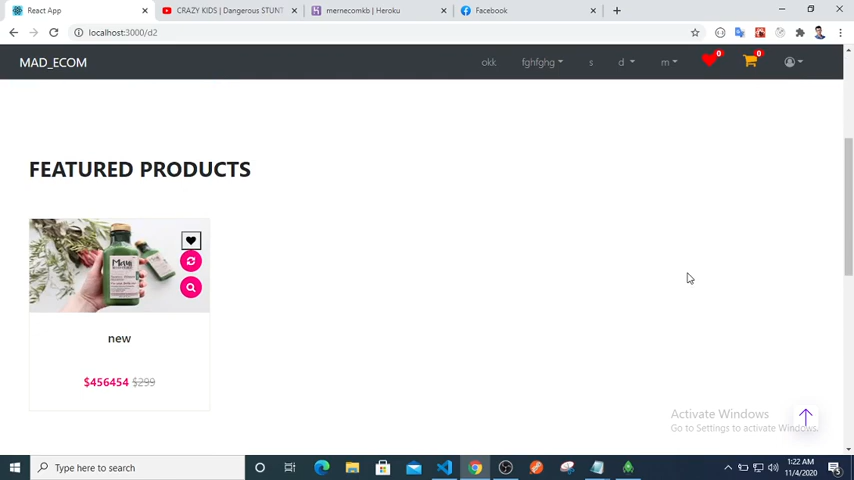 React App
CRAZY KIDS | Dangerous STUNT
mernecomkb | Heroku
Facebook
localhost:3000/d2
MAD_ECOM
okk
fghfghg
s
d
m
0
0
FEATURED PRODUCTS
Maui
new
$456454 $299
Activate Windows
Go to Settings to activate Windows.
Type here to search
1:22 AM
11/4/2020